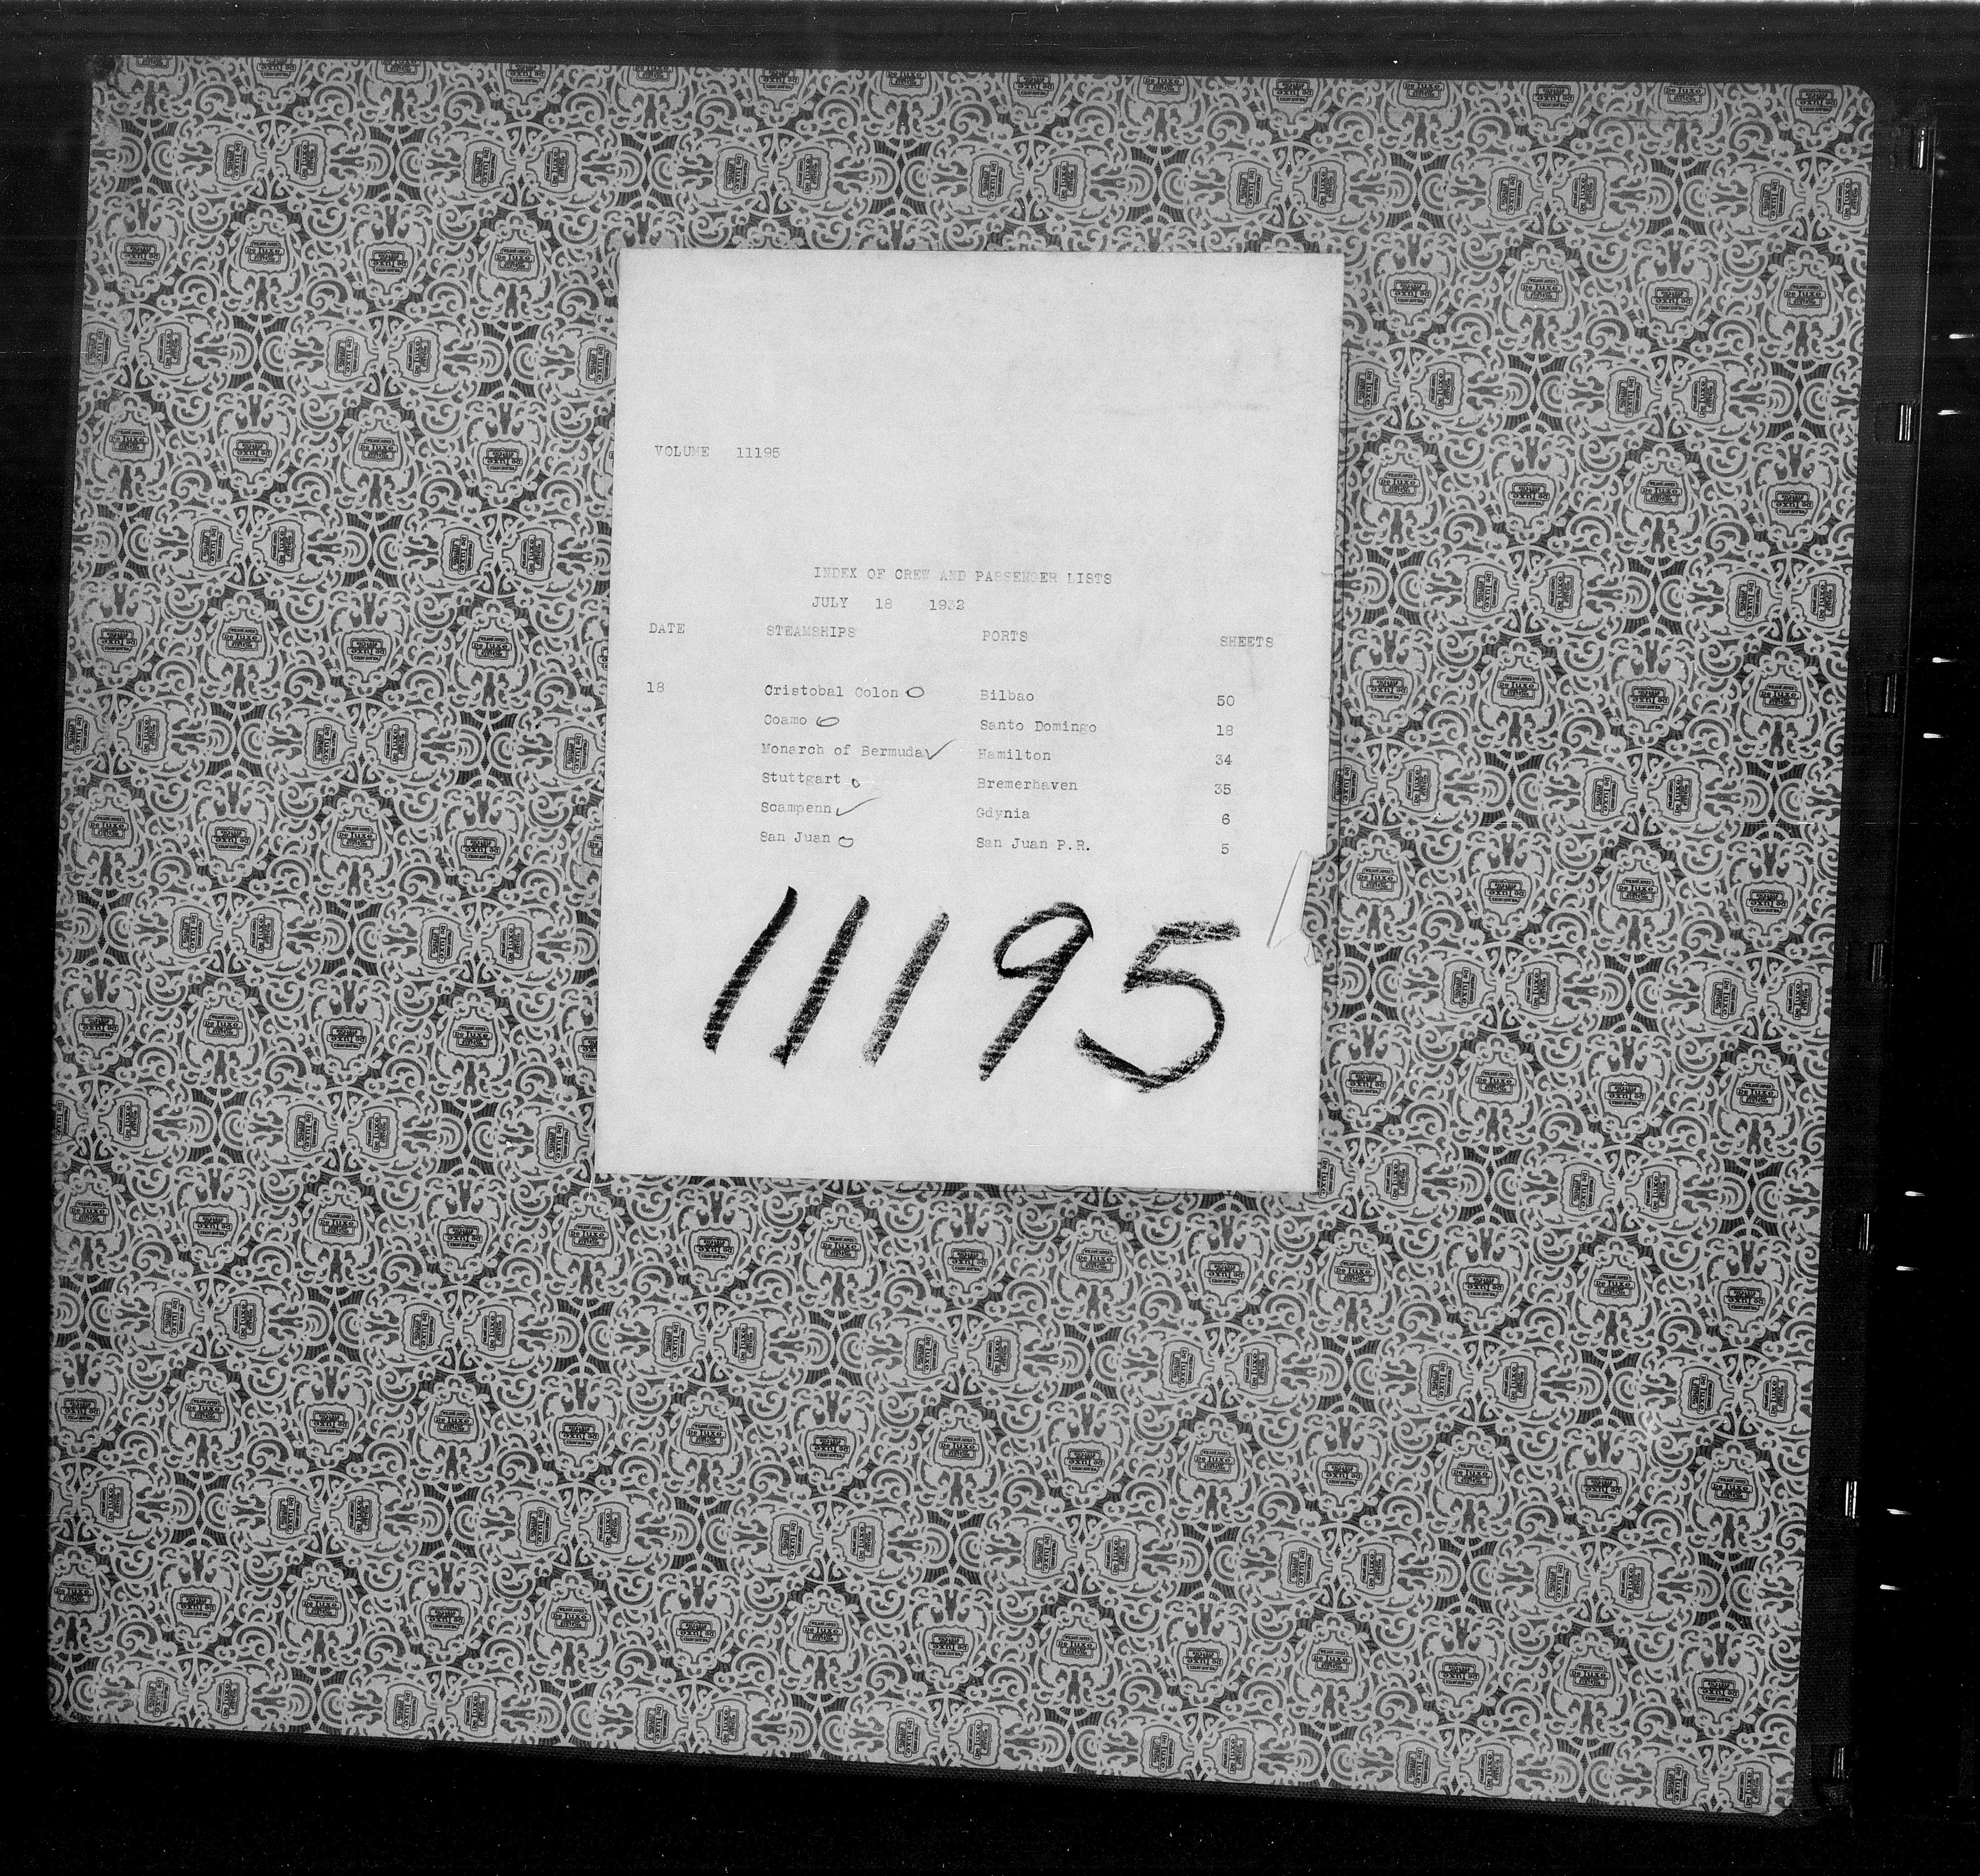 VOLUME 11195
INDEX OF CREW AND PASSENGER LISTS
JULY 18 1932
DATE STEAMSHIPS PORTS SHEETS
18 Cristobal Colon Bilbao 50
Coamo Santo Domingo 18
Monarch of Bermuda Hamilton 34
Stuttgart Bremerhaven 35
Scampenn Gdynia 6
San Juan San Juan P.R. 5
11195